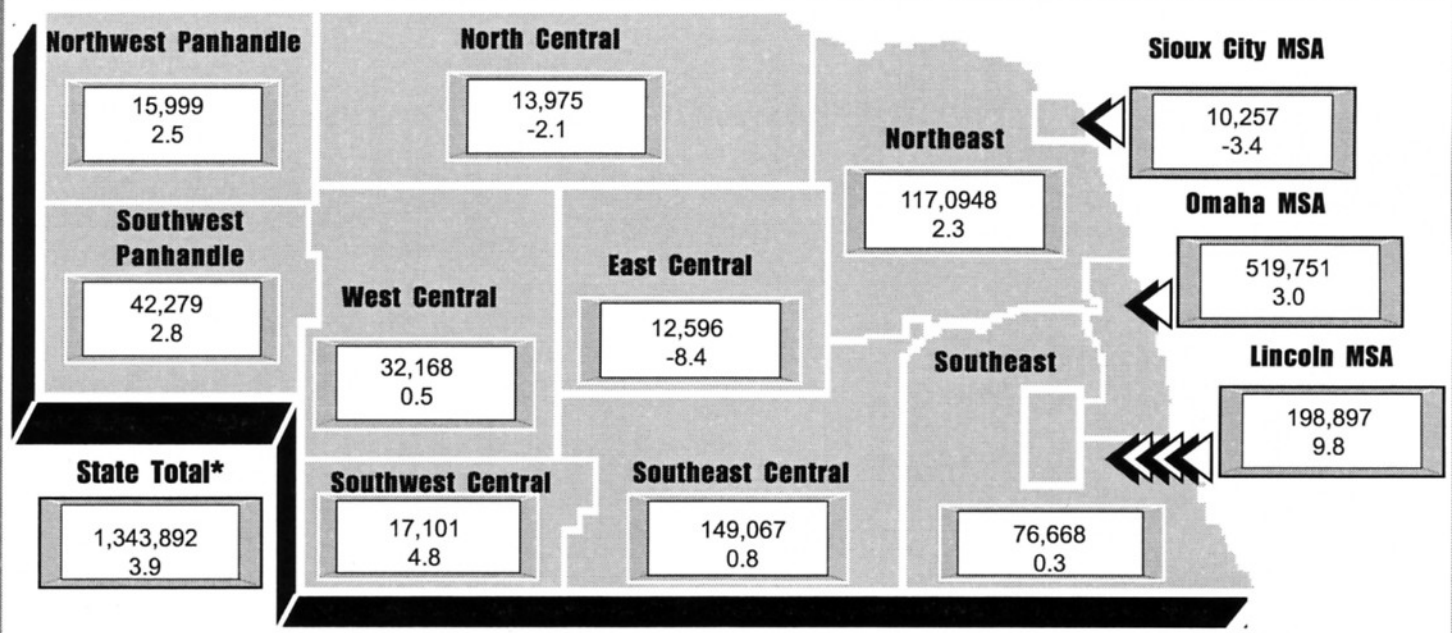 Northwest Panhandle
15,999
2.5
North Central
13,975
-2.1
Sioux City MSA
10,257
-3.4
Northeast
117,0948
2.3
Omaha MSA
519,751
3.0
Southwest
Panhandle
42,279
2.8
West Central
32,168
0.5
East Central
12,596
-8.4
Southeast
76,668
0.3
Lincoln MSA
198,897
9.8
State Total*
1,343,892
3.9
Southwest Central
17,101
4.8
Southeast Central
149,067
0.8